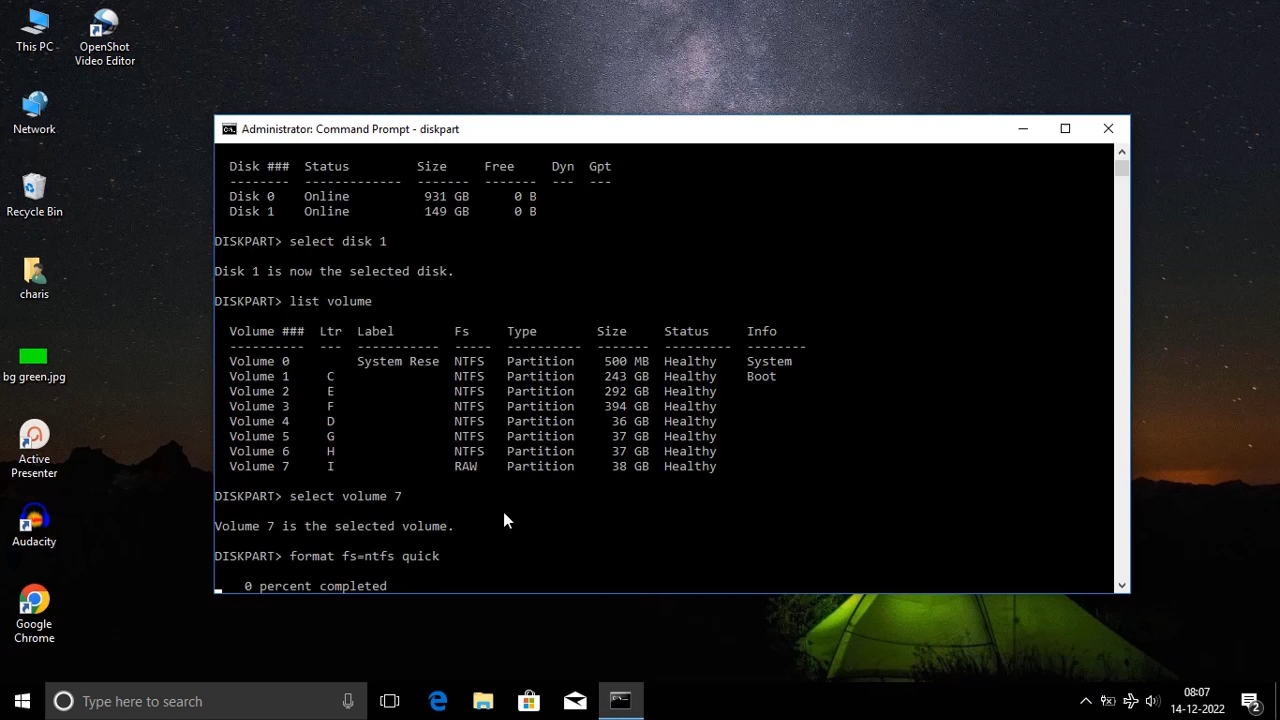 This PC
OpenShot
Video Editor
Network
Recycle Bin
charis
bg green.jpg
Active
Presenter
Audacity
Google
Chrome
Administrator: Command Prompt - diskpart
Disk ###  Status         Size     Free     Dyn  Gpt
--------  -------------  -------  -------  ---  ---
Disk 0    Online          931 GB      0 B
Disk 1    Online          149 GB      0 B
DISKPART> select disk 1
Disk 1 is now the selected disk.
DISKPART> list volume
Volume ###  Ltr  Label        Fs     Type        Size     Status     Info
----------  ---  -----------  -----  ----------  -------  ---------  --------
Volume 0         System Rese  NTFS   Partition    500 MB  Healthy    System
Volume 1     C                NTFS   Partition    243 GB  Healthy    Boot
Volume 2     E                NTFS   Partition    292 GB  Healthy
Volume 3     F                NTFS   Partition    394 GB  Healthy
Volume 4     D                NTFS   Partition     36 GB  Healthy
Volume 5     G                NTFS   Partition     37 GB  Healthy
Volume 6     H                NTFS   Partition     37 GB  Healthy
Volume 7     I                RAW    Partition     38 GB  Healthy
DISKPART> select volume 7
Volume 7 is the selected volume.
DISKPART> format fs=ntfs quick
0 percent completed
Type here to search
08:07
14-12-2022
2